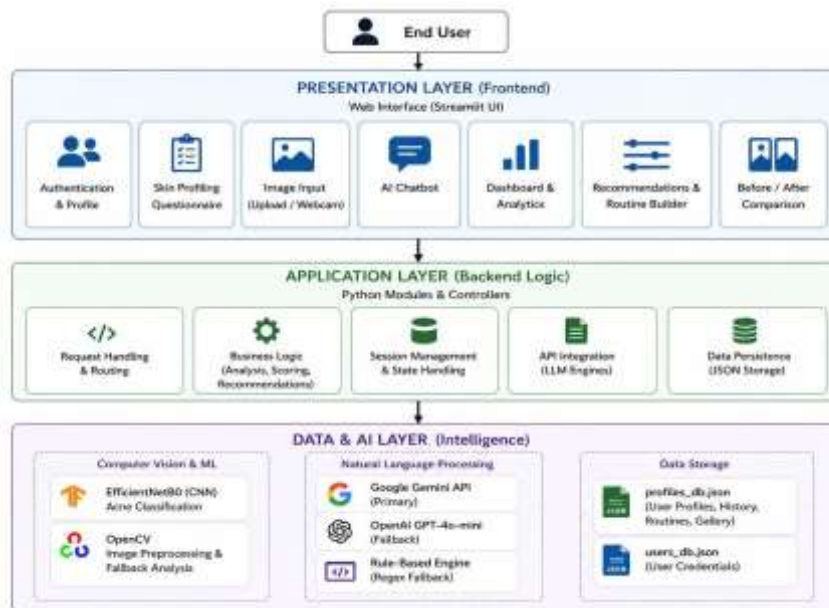 End User
PRESENTATION LAYER (Frontend)
Web Interface (Streamlit UI)
Authentication
& Profile
Skin Profiling
Questionnaire
Image Input
(Upload / Webcam)
AI Chatbot
Dashboard &
Analytics
Recommendations &
Routine Builder
Before / After
Comparison
APPLICATION LAYER (Backend Logic)
Python Modules & Controllers
</>
Request Handling
& Routing
Business Logic
(Analysis, Scoring,
Recommendations)
Session Management
& State Handling
API Integration
(LLM Engines)
Data Persistence
(JSON Storage)
DATA & AI LAYER (Intelligence)
Computer Vision & ML
EfficientNetB0 (CNN)
Acne Classification
OpenCV
Image Preprocessing &
Fallback Analysis
Natural Language Processing
Google Gemini API
(Primary)
OpenAI GPT-4o-mini
(Fallback)
</>
Rule-Based Engine
(Regex Fallback)
Data Storage
JSON
profiles_db.json
(User Profiles, History,
Routines, Gallery)
JSON
users_db.json
(User Credentials)